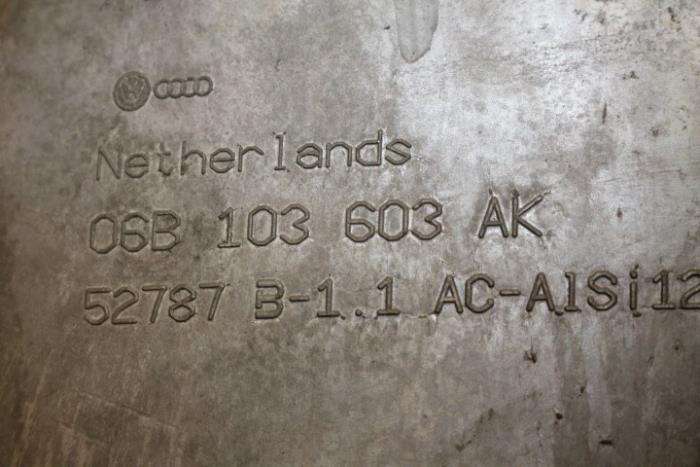 Netherlands
06B 103 603 AK
52787 B-1.1 AC-AlSi12